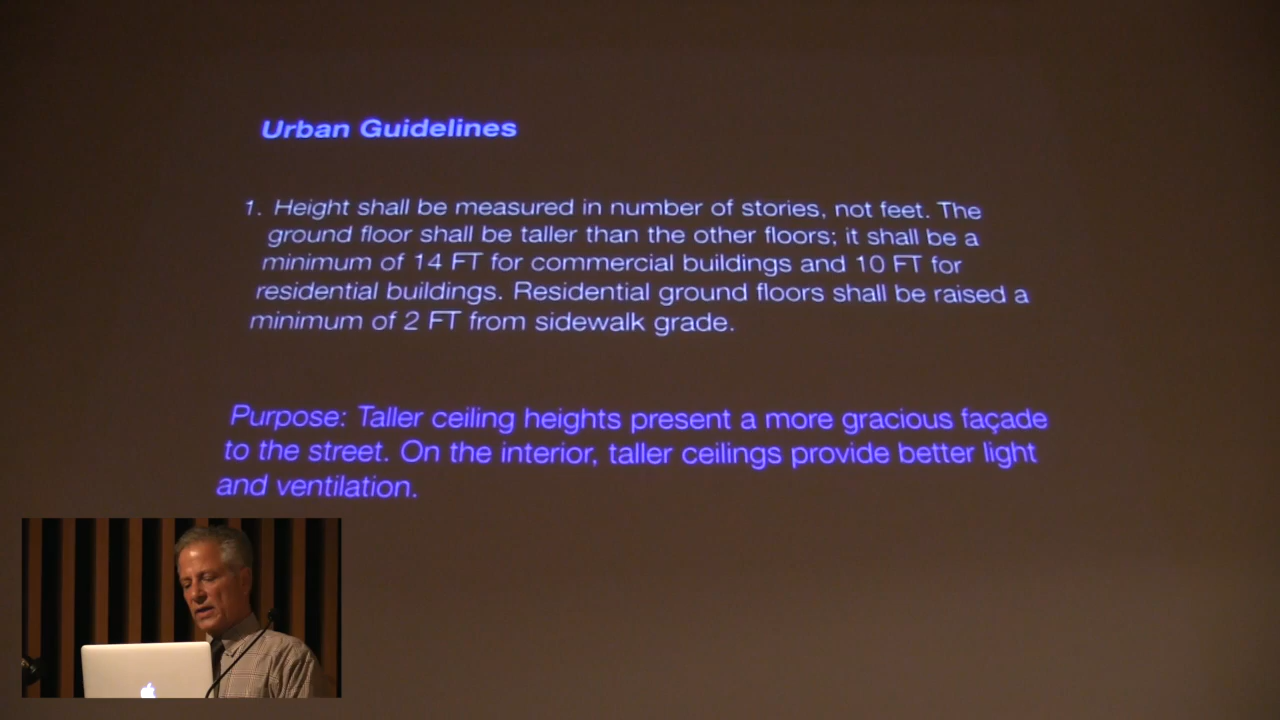 Urban Guidelines
1. Height shall be measured in number of stories, not feet. The
ground floor shall be taller than the other floors; it shall be a
minimum of 14 FT for commercial buildings and 10 FT for
residential buildings. Residential ground floors shall be raised a
minimum of 2 FT from sidewalk grade.
Purpose: Taller ceiling heights present a more gracious façade
to the street. On the interior, taller ceilings provide better light
and ventilation.